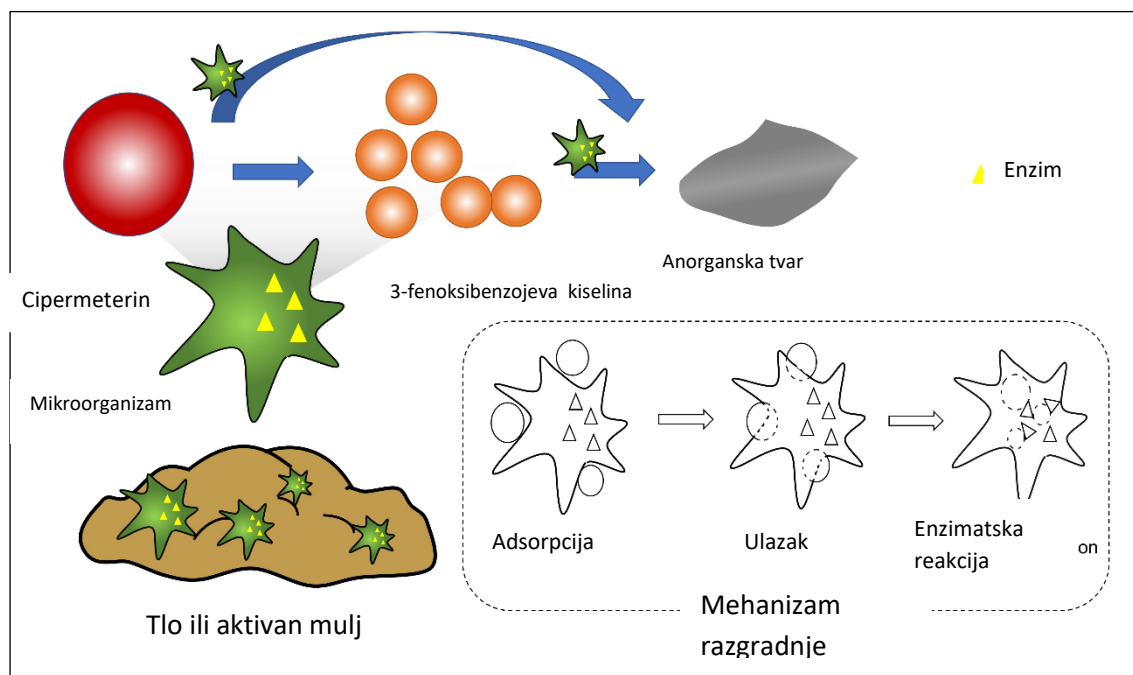 Enzim
Anorganska tvar
3-fenoksibenzojeva kiselina
Cipermeterin
Mikroorganizam
Adsorpcija
Ulazak
Enzimatska
reakcija
on
Tlo ili aktivan mulj
Mehanizam
razgradnje